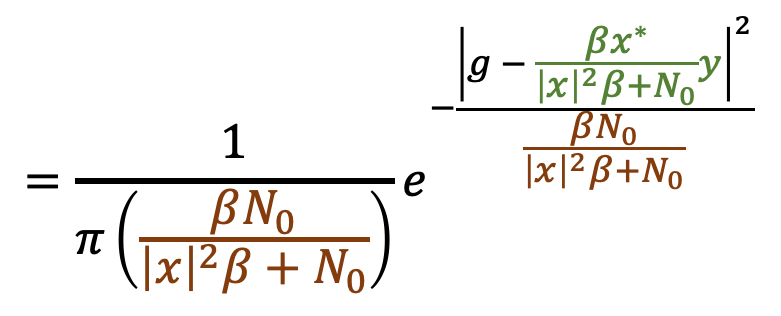 $= \frac{1}{\pi \left( \frac{\beta N_0}{|x|^2 \beta + N_0} \right)} e^{-\frac{\left| g - \frac{\beta x^*}{|x|^2 \beta + N_0} y \right|^2}{\frac{\beta N_0}{|x|^2 \beta + N_0}}}$